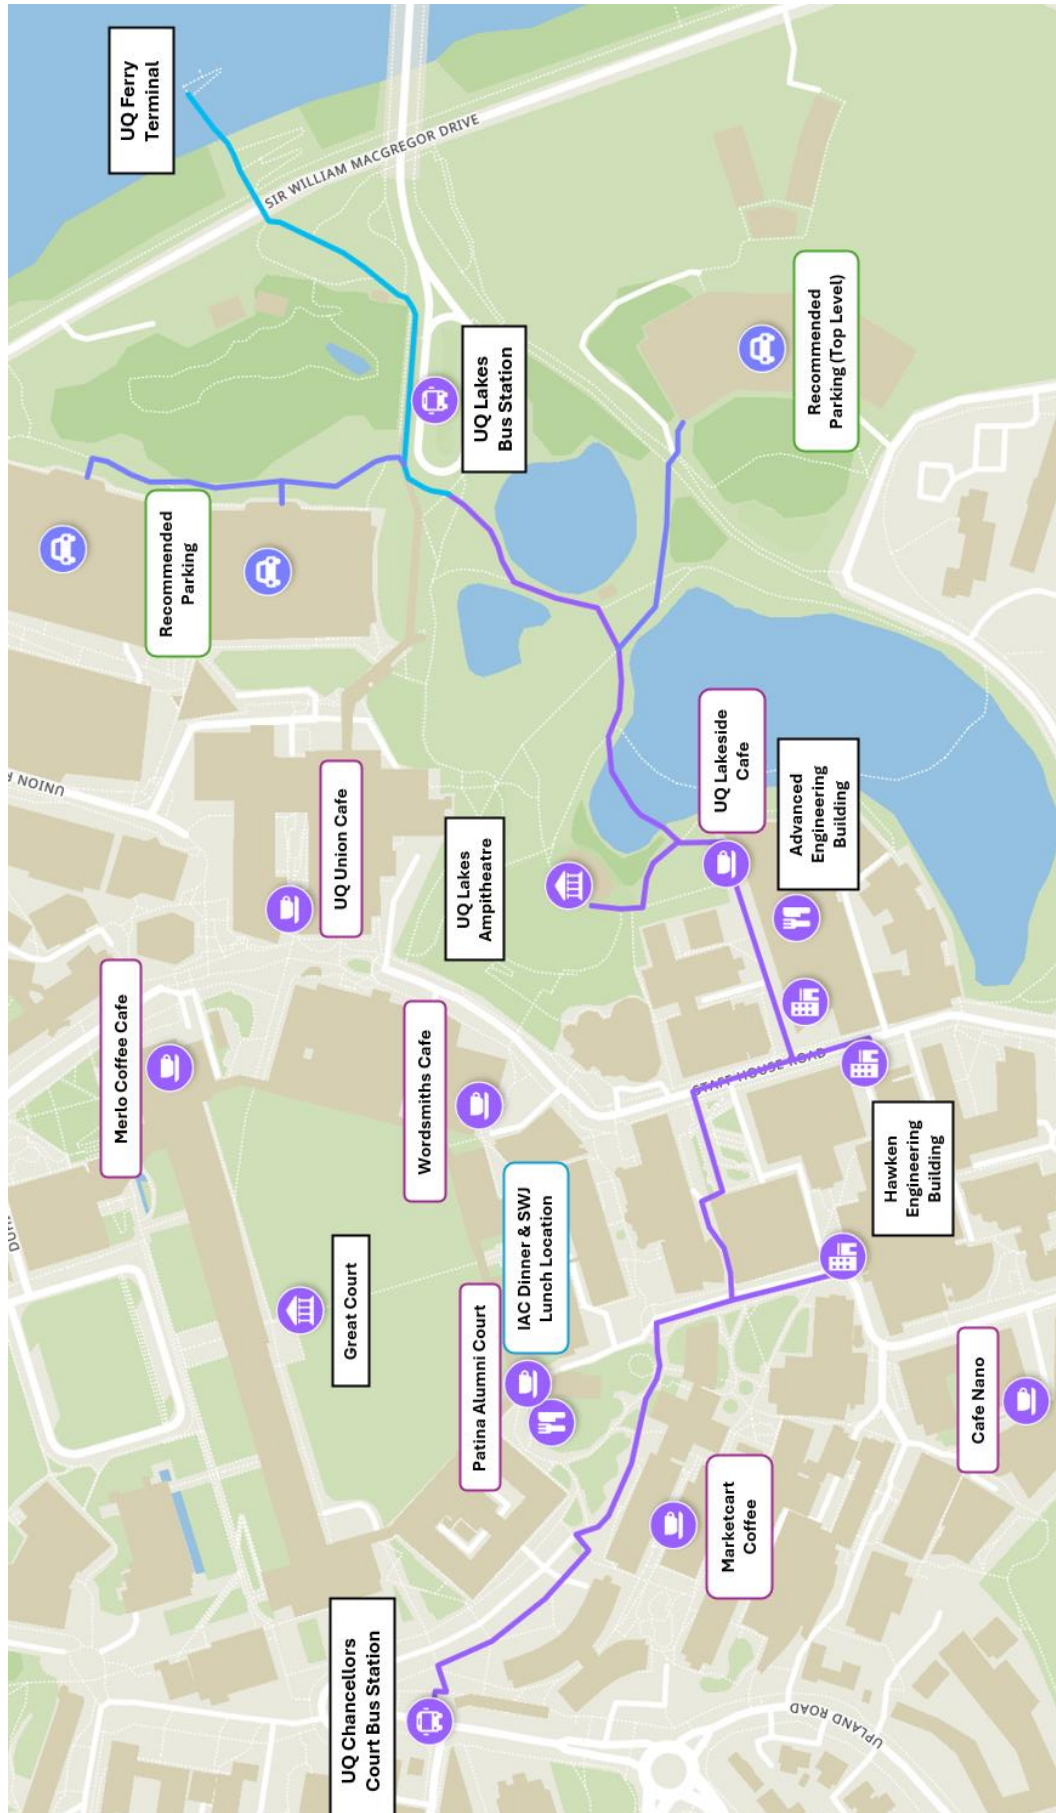 UQ Ferry
Terminal
SIR WILLIAM MACGREGOR DRIVE
UQ Lakes
Bus Station
Recommended
Parking (Top Level)
Recommended
Parking
UNION
UQ Union Cafe
UQ Lakes
Ampitheatre
UQ Lakeside
Cafe
Advanced
Engineering
Building
Merlo Coffee Cafe
Wordsmiths Cafe
STAFF HOUSE ROAD
Hawken
Engineering
Building
IAC Dinner & SWJ
Lunch Location
Great Court
Patina Alumni Court
Cafe Nano
Marketcart
Coffee
UQ Chancellors
Court Bus Station
UPLAND ROAD